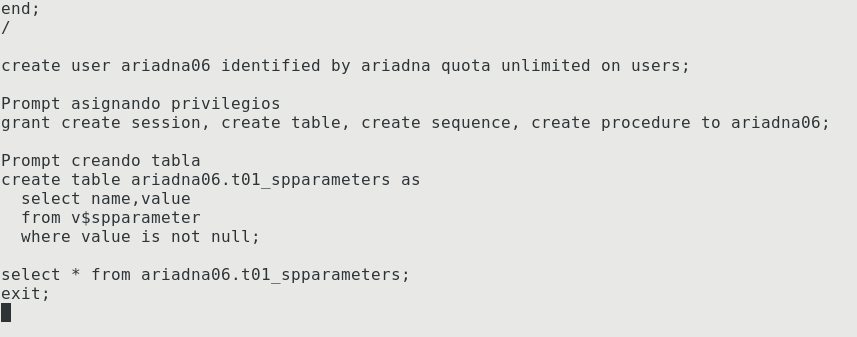 end;
/
create user ariadna06 identified by ariadna quota unlimited on users;
Prompt asignando privilegios
grant create session, create table, create sequence, create procedure to ariadna06;
Prompt creando tabla
create table ariadna06.t01_spparameters as
select name,value
from v$spparameter
where value is not null;
select * from ariadna06.t01_spparameters;
exit;